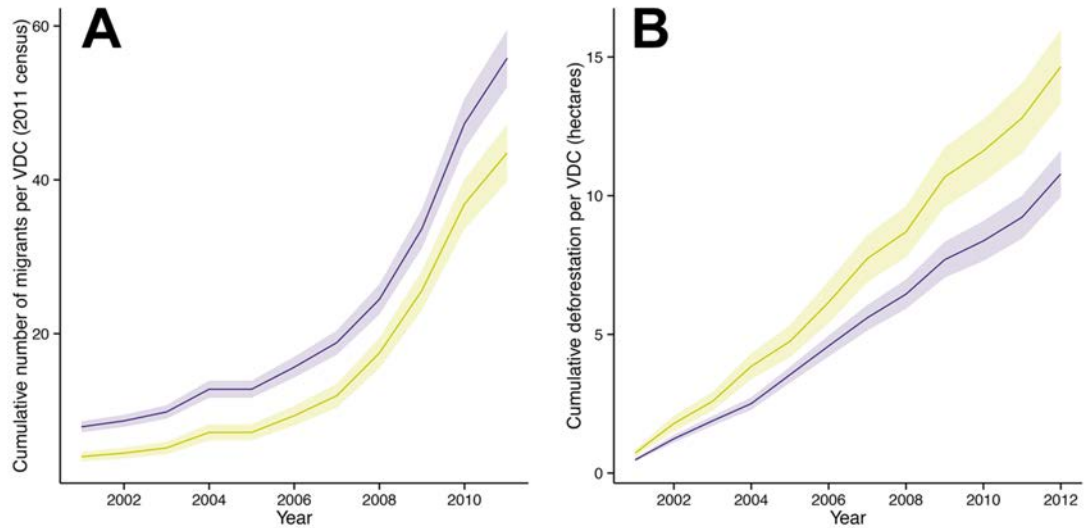 A
Cumulative number of migrants per VDC (2011 census)
60
40
20
2002 2004 2006 2008 2010
Year
B
Cumulative deforestation per VDC (hectares)
15
10
5
0
2002 2004 2006 2008 2010 2012
Year